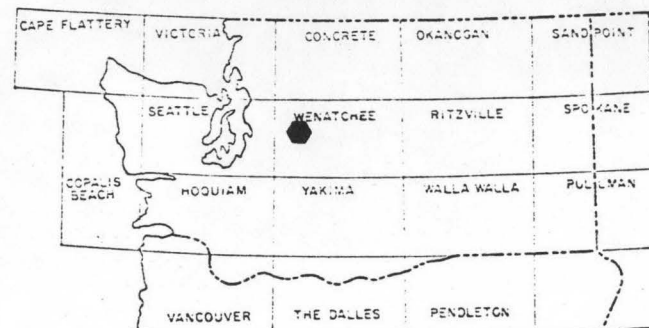 CAPE FLATTERY VICTORIA CONCRETE OKANOGAN SANDPOINT
SEATTLE WENATCHEE RITZVILLE SPOKANE
COPALIS BEACH HOQUIAM YAKIMA WALLA WALLA PULLMAN
VANCOUVER THE DALLES PENDLETON